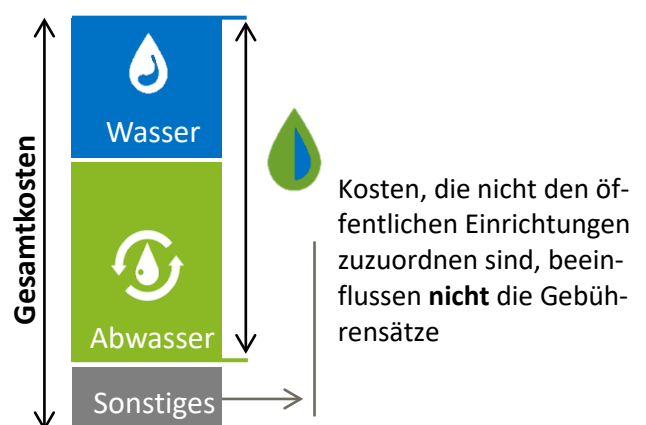 Gesamtkosten
Wasser
Abwasser
Sonstiges
Kosten, die nicht den öf-
fentlichen Einrichtungen
zuzuordnen sind, beein-
flussen nicht die Gebüh-
rensätze